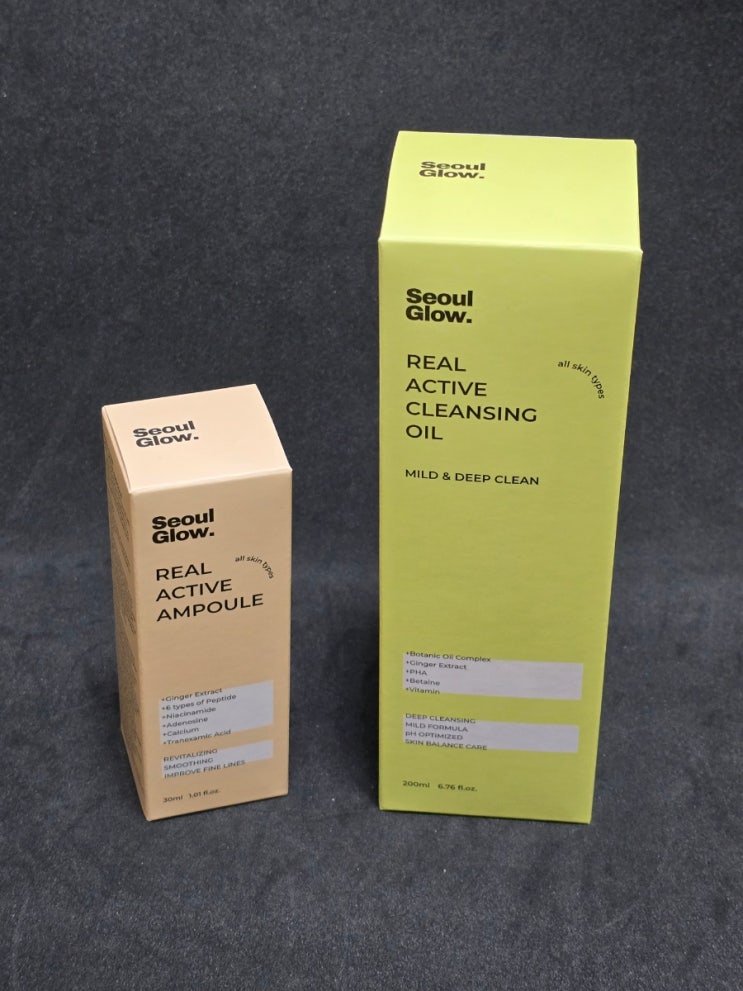 Seoul
Glow.
Seoul
Glow.
REAL
ACTIVE
AMPOULE
all skin types
+Ginger Extract
+6 types of Peptide
+Niacinamide
+Adenosine
+Calcium
+Tranexamic Acid
REVITALIZING
SMOOTHING
IMPROVE FINE LINES
30ml 1.01 fl.oz.
Seoul
Glow.
Seoul
Glow.
REAL
ACTIVE
CLEANSING
OIL
all skin types
MILD & DEEP CLEAN
+Botanic Oil Complex
+Ginger Extract
+PHA
+Betaine
+Vitamin
DEEP CLEANSING
MILD FORMULA
pH OPTIMIZED
SKIN BALANCE CARE
200ml 6.76 fl.oz.